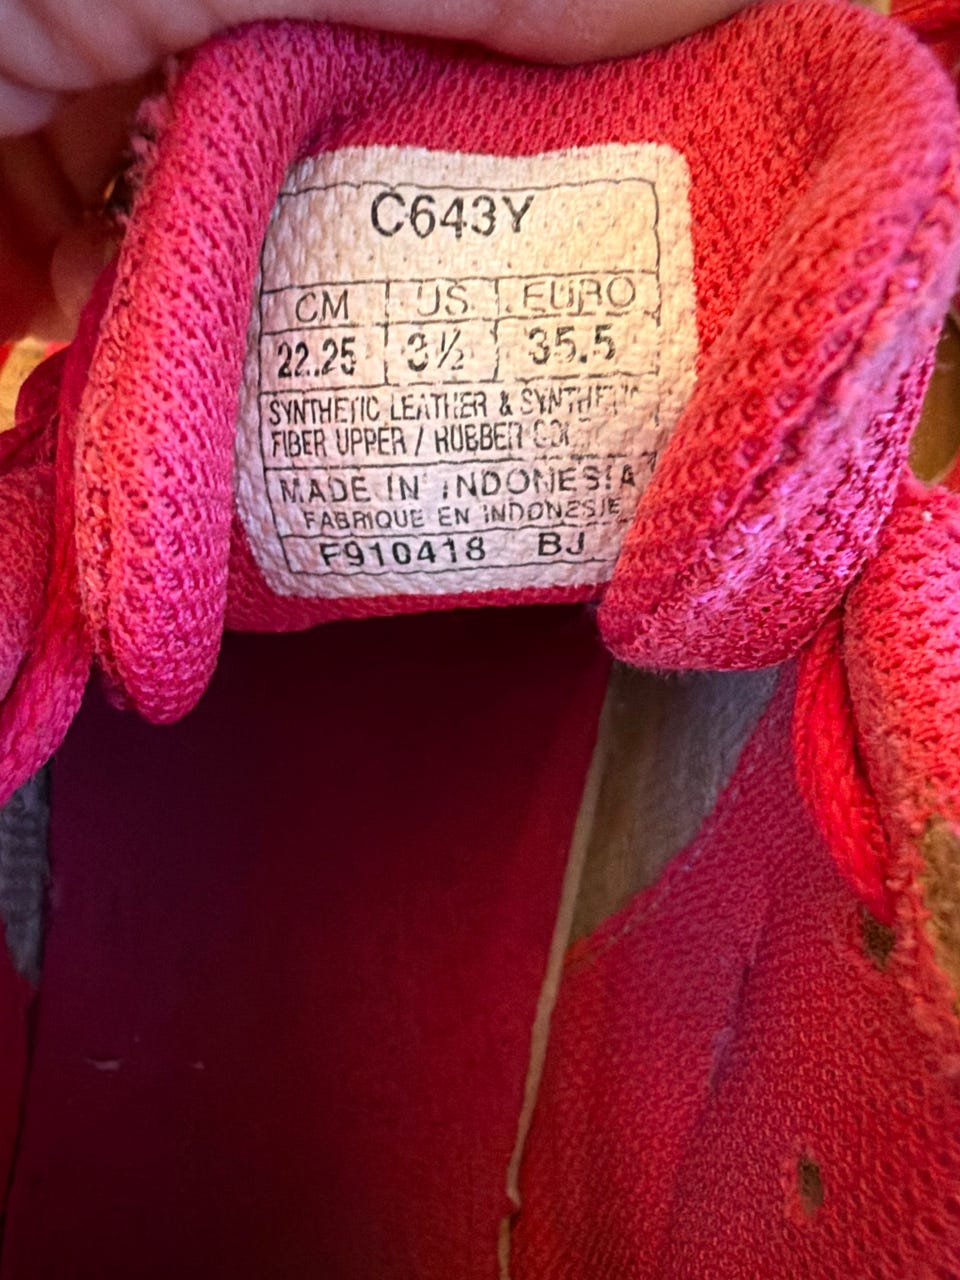 C643Y
CM US EURO
22.25 3½ 35.5
SYNTHETIC LEATHER & SYNTHETIC
FIBER UPPER / RUBBER
MADE IN INDONESIA
FABRIQUE EN INDONESIE
F910418 BJ